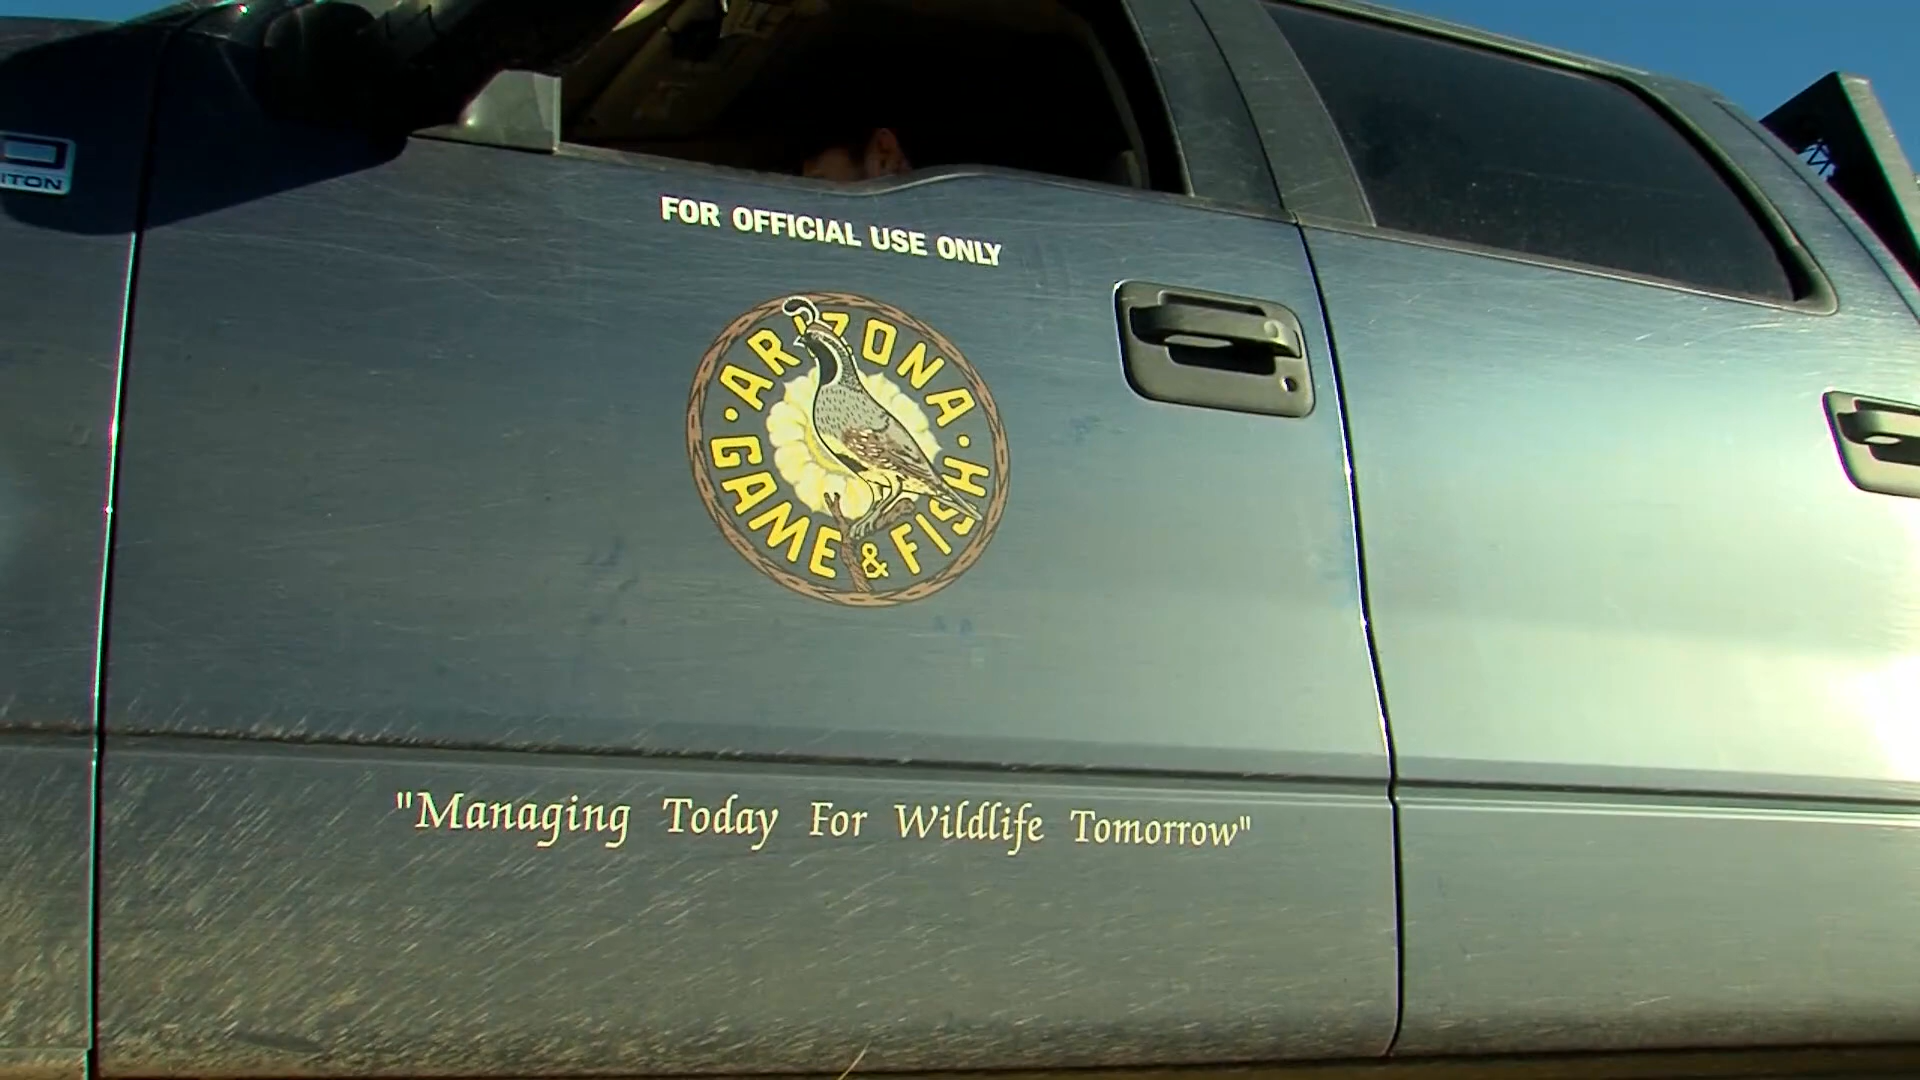 FOR OFFICIAL USE ONLY
· ARIZONA ·
GAME & FISH
"Managing Today For Wildlife Tomorrow"